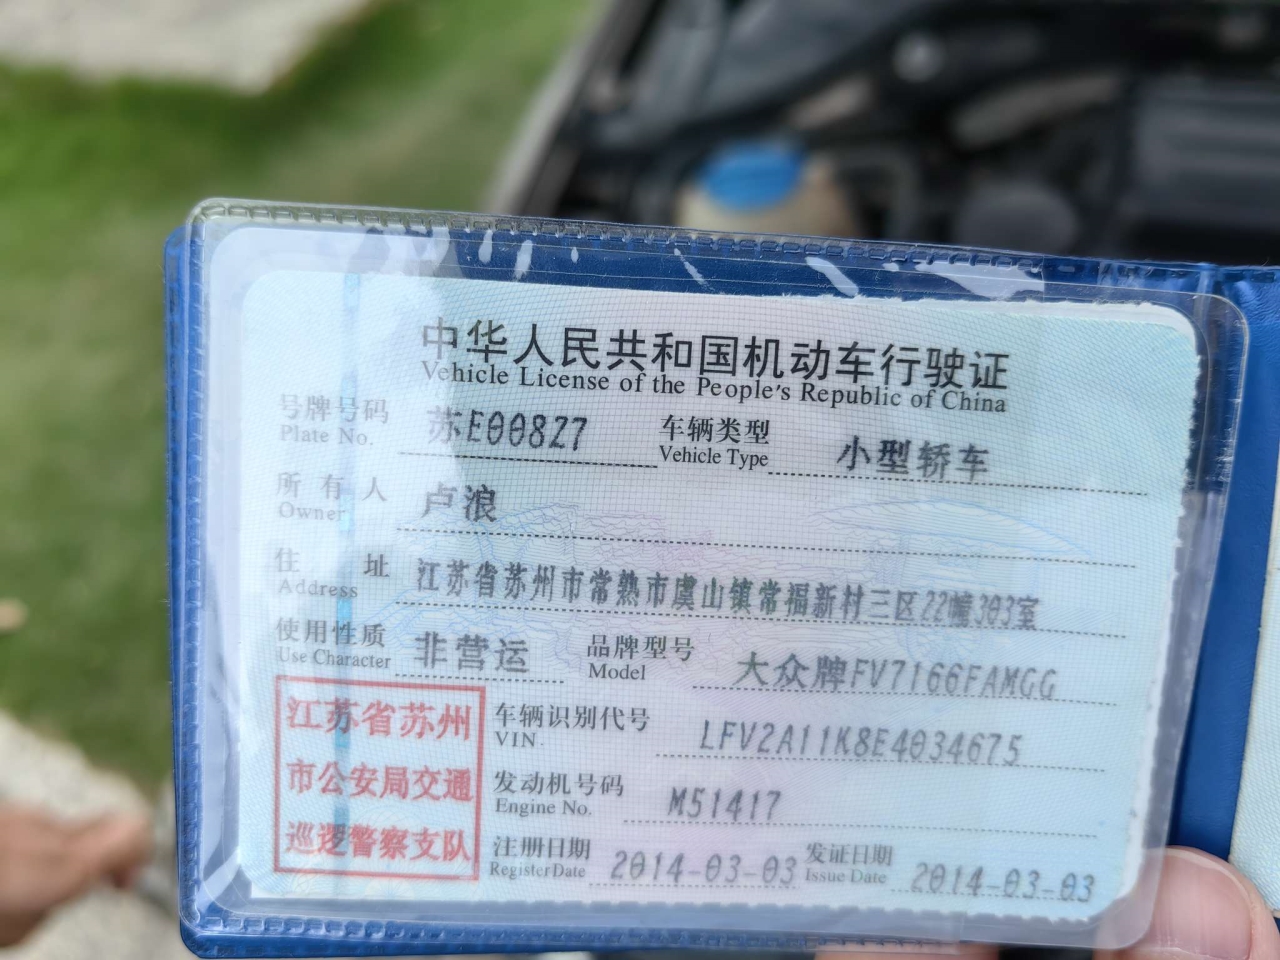 中华人民共和国机动车行驶证
Vehicle License of the People's Republic of China
号牌号码 苏E008Z7 车辆类型 小型轿车
Plate No. Vehicle Type
所有人 卢浪
Owner
住址 江苏省苏州市常熟市虞山镇常福新村三区22幢303室
Address
使用性质 非营运 品牌型号 大众牌FV7166FAMGG
Use Character Model
江苏省苏州
市公安局交通
巡逻警察支队
车辆识别代号 LFV2A11K8E4034675
VIN
发动机号码 M51417
Engine No.
注册日期 2014-03-03 发证日期 2014-03-03
Register Date Issue Date